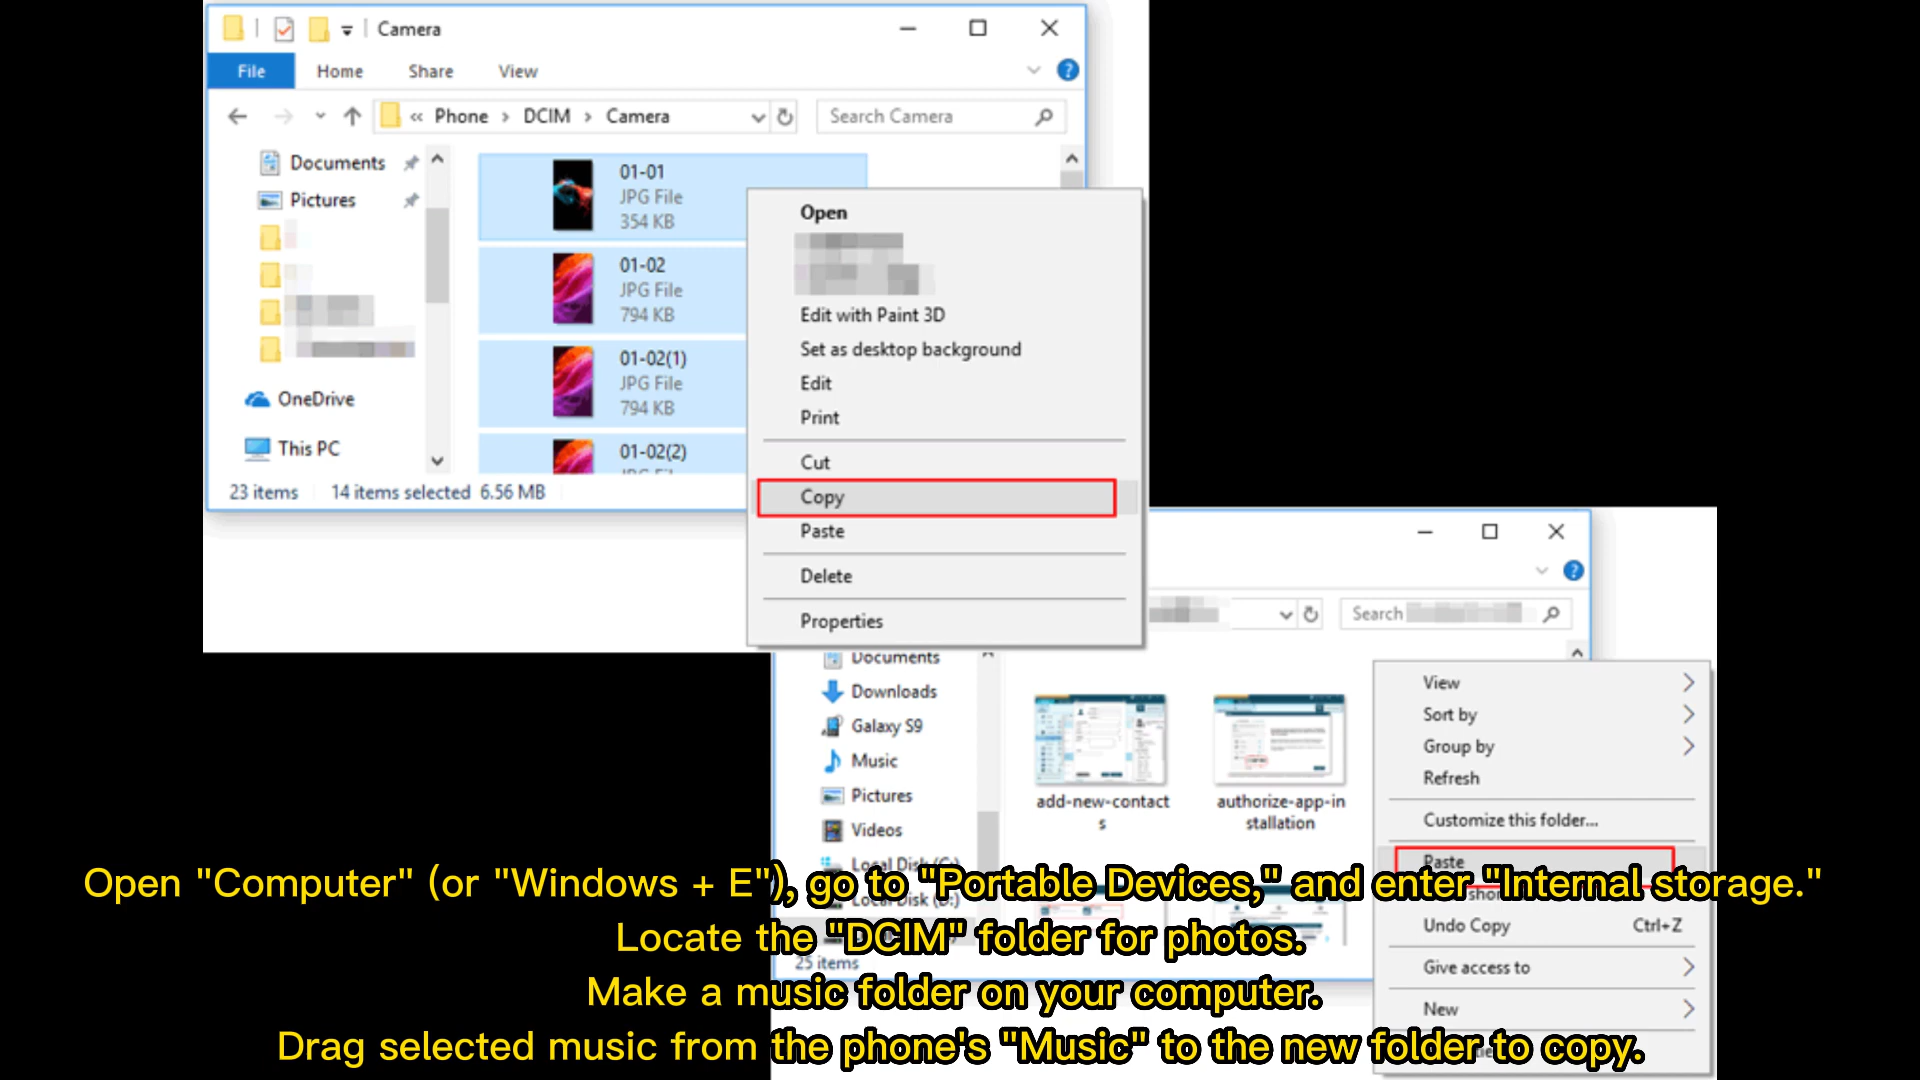 Camera
File Home Share View
« Phone > DCIM > Camera
Search Camera
Documents
Pictures
OneDrive
This PC
01-01
JPG File
354 KB
01-02
JPG File
794 KB
01-02(1)
JPG File
794 KB
01-02(2)
23 items 14 items selected 6.56 MB
Open
Edit with Paint 3D
Set as desktop background
Edit
Print
Cut
Copy
Paste
Delete
Properties
Search
Documents
Downloads
Galaxy S9
Music
Pictures
Videos
Local Disk (C:)
Local Disk (D:)
25 items
add-new-contact
s
authorize-app-in
stallation
View
Sort by
Group by
Refresh
Customize this folder...
Paste
Undo Copy Ctrl+Z
Give access to
New
Open "Computer" (or "Windows + E"), go to "Portable Devices," and enter "Internal storage."
Locate the "DCIM" folder for photos.
Make a music folder on your computer.
Drag selected music from the phone's "Music" to the new folder to copy.